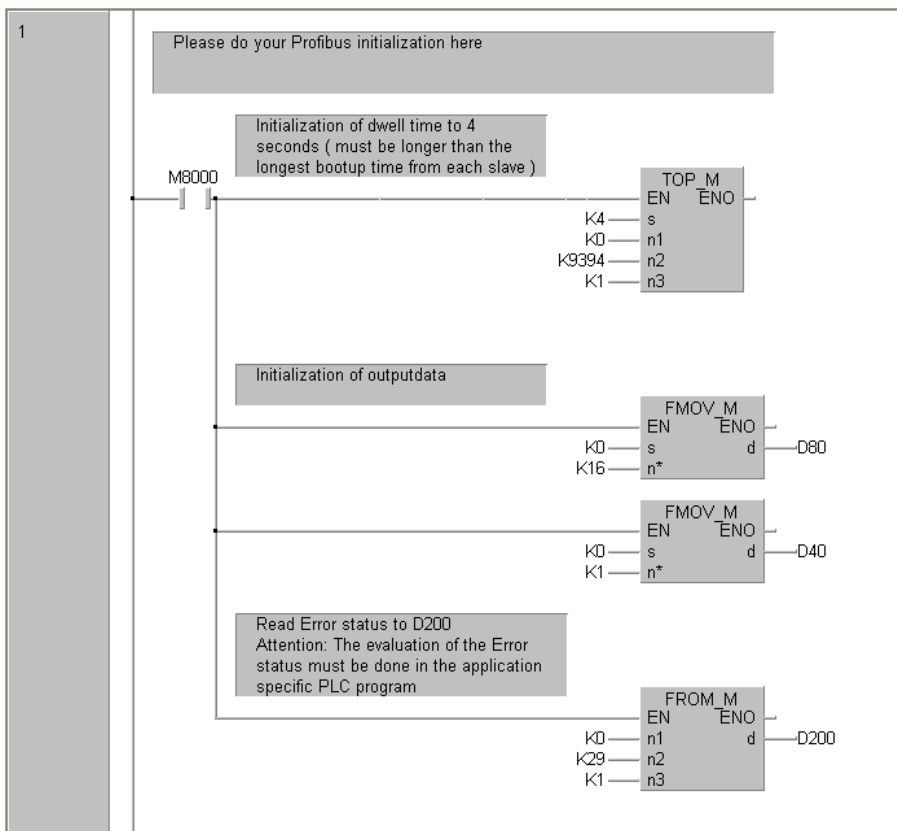 1
Please do your Profibus initialization here
Initialization of dwell time to 4
seconds ( must be longer than the
longest bootup time from each slave )
M8000
TOP_M
EN ENO
K4 s
K0 n1
K9394 n2
K1 n3
Initialization of outputdata
FMOV_M
EN ENO
K0 s d D80
K16 n*
FMOV_M
EN ENO
K0 s d D40
K1 n*
Read Error status to D200
Attention: The evaluation of the Error
status must be done in the application
specific PLC program
FROM_M
EN ENO
K0 n1 d D200
K29 n2
K1 n3